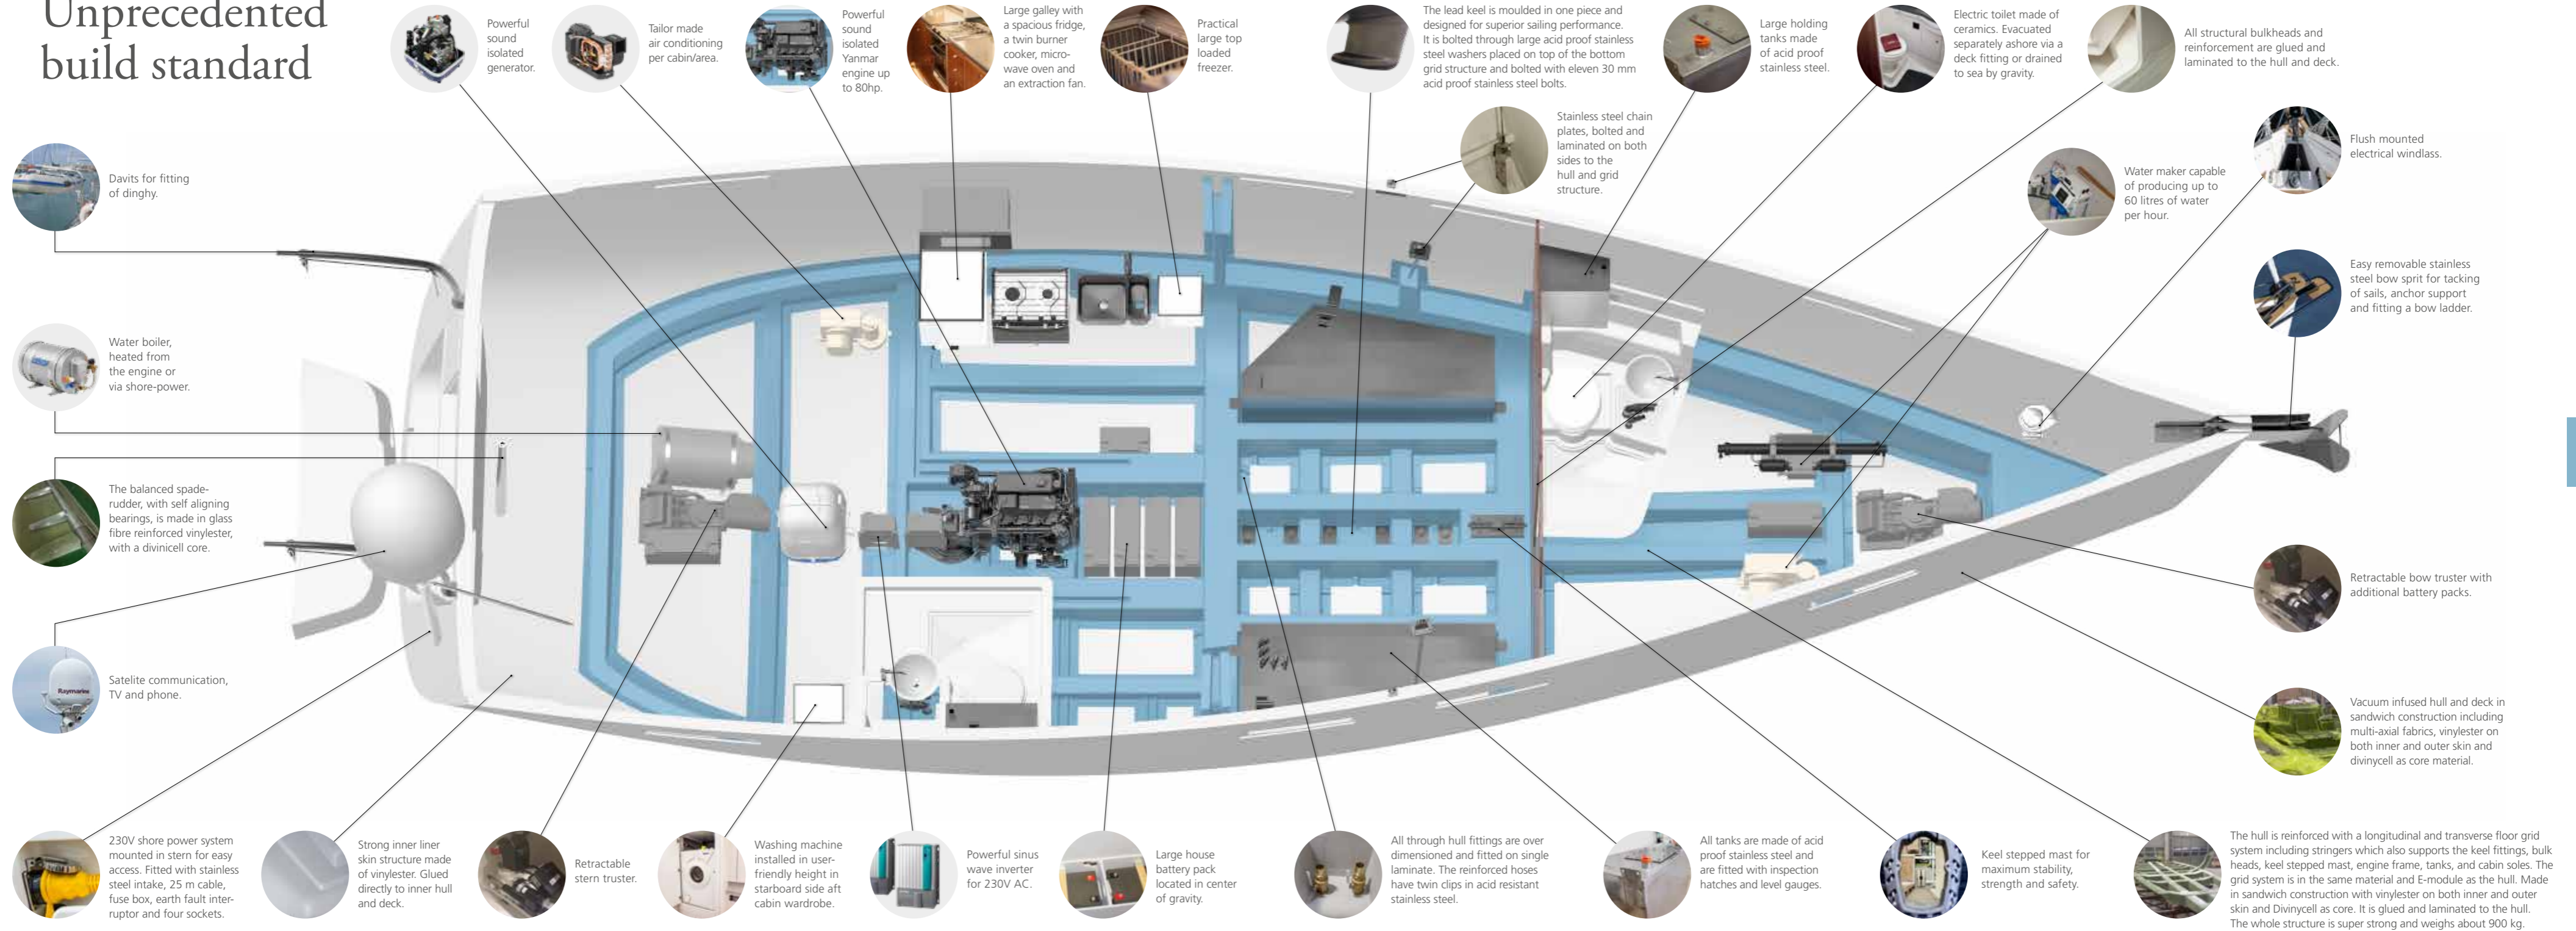 Unprecedented
build standard
Powerful
sound
isolated
generator.
Tailor made
air conditioning
per cabin/area.
Powerful
sound
isolated
Yanmar
engine up
to 80hp.
Large galley with
a spacious fridge,
a twin burner
cooker, micro-
wave oven and
an extraction fan.
Practical
large top
loaded
freezer.
The lead keel is moulded in one piece and
designed for superior sailing performance.
It is bolted through large acid proof stainless
steel washers placed on top of the bottom
grid structure and bolted with eleven 30 mm
acid proof stainless steel bolts.
Large holding
tanks made
of acid proof
stainless steel.
Electric toilet made of
ceramics. Evacuated
separately ashore via a
deck fitting or drained
to sea by gravity.
All structural bulkheads and
reinforcement are glued and
laminated to the hull and deck.
Stainless steel chain
plates, bolted and
laminated on both
sides to the
hull and grid
structure.
Flush mounted
electrical windlass.
Water maker capable
of producing up to
60 litres of water
per hour.
Davits for fitting
of dinghy.
Easy removable stainless
steel bow sprit for tacking
of sails, anchor support
and fitting a bow ladder.
Water boiler,
heated from
the engine or
via shore-power.
The balanced spade-
rudder, with self aligning
bearings, is made in glass
fibre reinforced vinylester,
with a divinicell core.
Retractable bow truster with
additional battery packs.
Raymarine
Satelite communication,
TV and phone.
Vacuum infused hull and deck in
sandwich construction including
multi-axial fabrics, vinylester on
both inner and outer skin and
divinycell as core material.
230V shore power system
mounted in stern for easy
access. Fitted with stainless
steel intake, 25 m cable,
fuse box, earth fault inter-
ruptor and four sockets.
Strong inner liner
skin structure made
of vinylester. Glued
directly to inner hull
and deck.
Retractable
stern truster.
Washing machine
installed in user-
friendly height in
starboard side aft
cabin wardrobe.
Powerful sinus
wave inverter
for 230V AC.
Large house
battery pack
located in center
of gravity.
All through hull fittings are over
dimensioned and fitted on single
laminate. The reinforced hoses
have twin clips in acid resistant
stainless steel.
All tanks are made of acid
proof stainless steel and
are fitted with inspection
hatches and level gauges.
Keel stepped mast for
maximum stability,
strength and safety.
The hull is reinforced with a longitudinal and transverse floor grid
system including stringers which also supports the keel fittings, bulk
heads, keel stepped mast, engine frame, tanks, and cabin soles. The
grid system is in the same material and E-module as the hull. Made
in sandwich construction with vinylester on both inner and outer
skin and Divinycell as core. It is glued and laminated to the hull.
The whole structure is super strong and weighs about 900 kg.